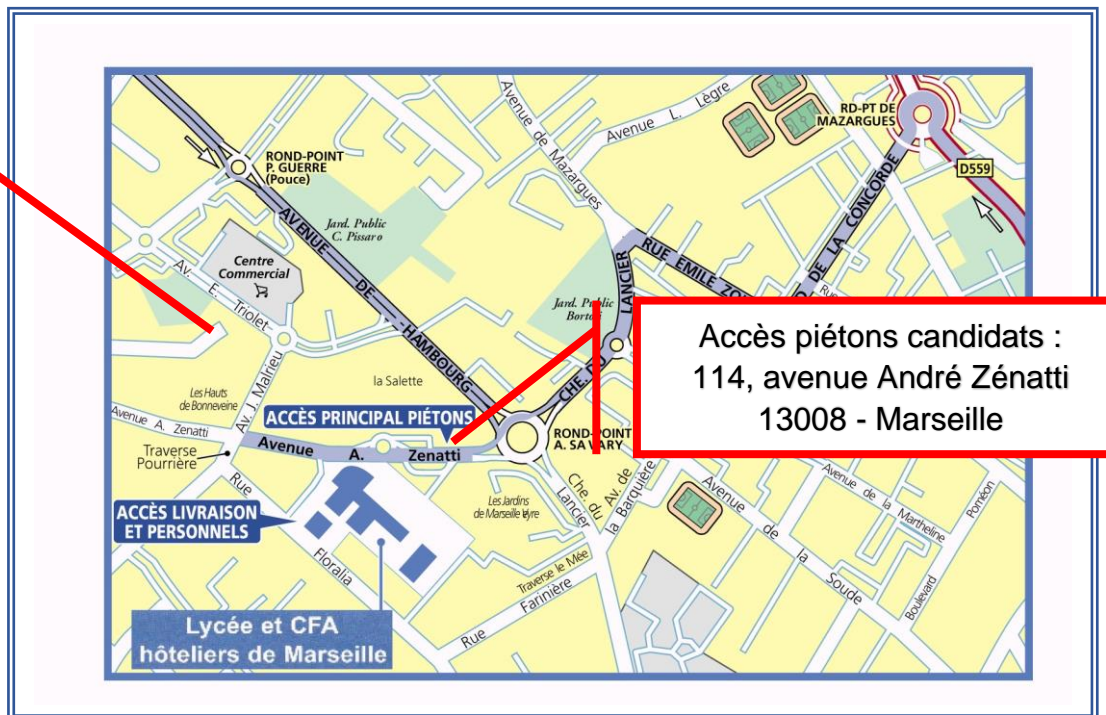 Avenue de Mazargues
Avenue L. Lègre
RD-PT DE
MAZARGUES
D559
ROND-POINT
P. GUERRE
(Pouce)
AVENUE DE HAMBOURG
Jard. Public
C. Pissaro
Centre
Commercial
Av. E. Triolet
Jard. Public
CHE. DU LANCIER
RUE EMILE
DE LA CONCORDE
Accès piétons candidats :
114, avenue André Zénatti
13008 - Marseille
la Salette
Les Hauts
de Bonneveine
Av. J. Malrieu
ACCÈS PRINCIPAL PIÉTONS
Avenue A. Zenatti
Avenue A. Zenatti
ROND-POINT
A. SAVARY
Traverse
Pourrière
Rue Floralia
ACCÈS LIVRAISON
ET PERSONNELS
Les Jardins
de Marseille
Che. du Lancier
Av. de la Barquière
Avenue de la Soude
Avenue de la Martheline
Boulevard Poméon
Traverse le Mée
Rue Farinière
Lycée et CFA
hôteliers de Marseille